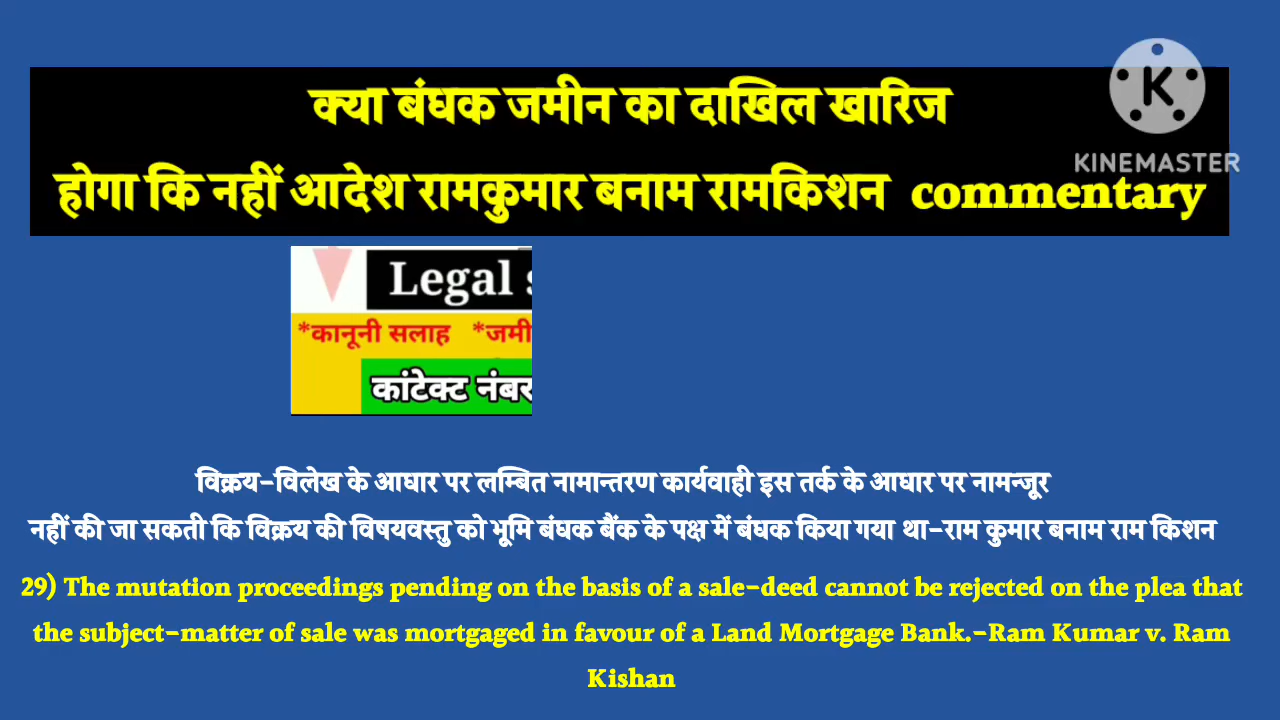 क्या बंधक जमीन का दाखिल खारिज
होगा कि नहीं आदेश रामकुमार बनाम रामकिशन commentary
K
KINEMASTER
Legal
*कानूनी सलाह *जमी
कांटेक्ट नंबर
विक्रय-विलेख के आधार पर लम्बित नामान्तरण कार्यवाही इस तर्क के आधार पर नामन्जूर
नहीं की जा सकती कि विक्रय की विषयवस्तु को भूमि बंधक बैंक के पक्ष में बंधक किया गया था-राम कुमार बनाम राम किशन
29) The mutation proceedings pending on the basis of a sale-deed cannot be rejected on the plea that
the subject-matter of sale was mortgaged in favour of a Land Mortgage Bank.-Ram Kumar v. Ram
Kishan